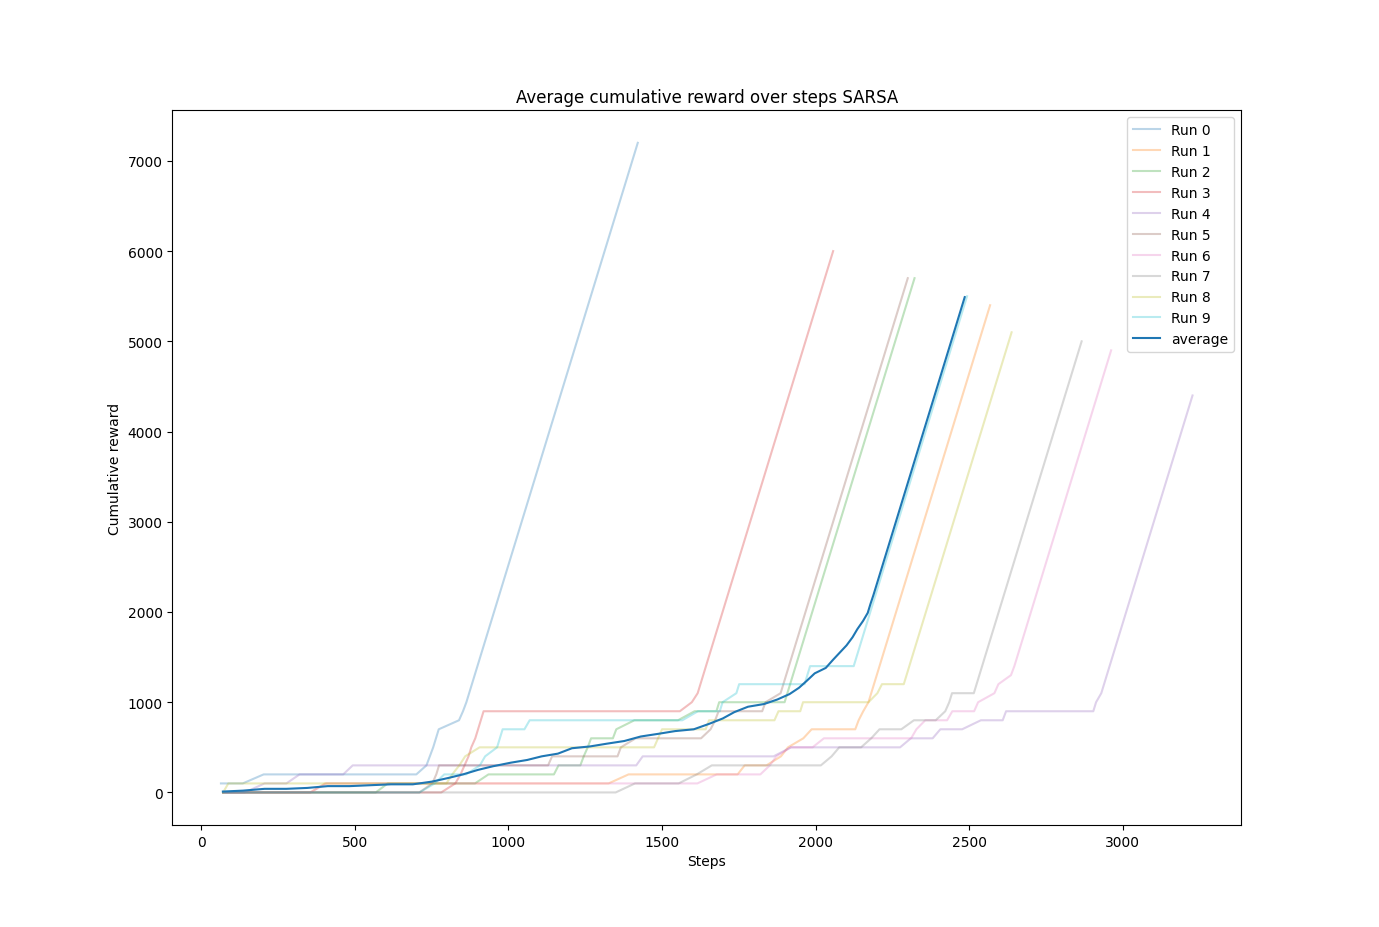 Average cumulative reward over steps SARSA
Cumulative reward
7000
6000
5000
4000
3000
2000
1000
0
Run 0
Run 1
Run 2
Run 3
Run 4
Run 5
Run 6
Run 7
Run 8
Run 9
average
0 500 1000 1500 2000 2500 3000
Steps